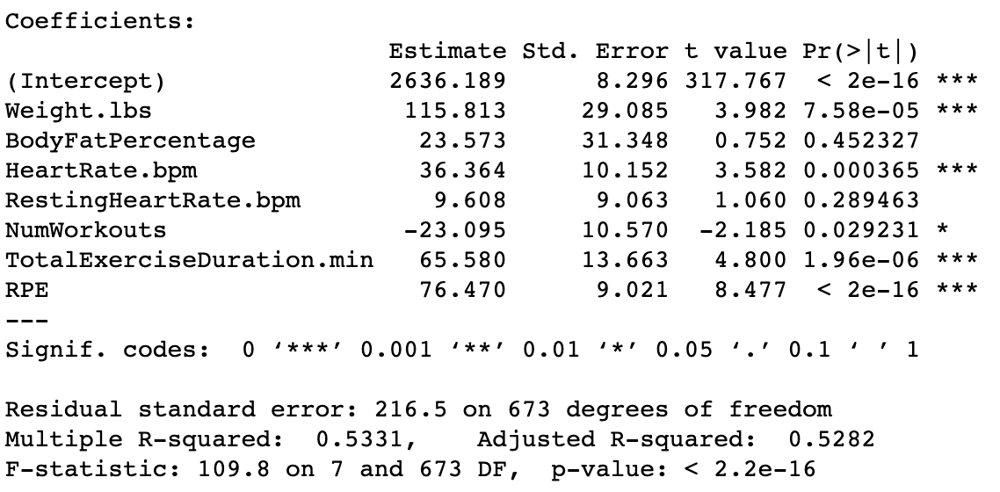 Coefficients:
Estimate Std. Error t value Pr(>|t|)
(Intercept) 2636.189 8.296 317.767 < 2e-16 ***
Weight.lbs 115.813 29.085 3.982 7.58e-05 ***
BodyFatPercentage 23.573 31.348 0.752 0.452327
HeartRate.bpm 36.364 10.152 3.582 0.000365 ***
RestingHeartRate.bpm 9.608 9.063 1.060 0.289463
NumWorkouts -23.095 10.570 -2.185 0.029231 *
TotalExerciseDuration.min 65.580 13.663 4.800 1.96e-06 ***
RPE 76.470 9.021 8.477 < 2e-16 ***
---
Signif. codes: 0 ‘***’ 0.001 ‘**’ 0.01 ‘*’ 0.05 ‘.’ 0.1 ‘ ’ 1
Residual standard error: 216.5 on 673 degrees of freedom
Multiple R-squared: 0.5331, Adjusted R-squared: 0.5282
F-statistic: 109.8 on 7 and 673 DF, p-value: < 2.2e-16